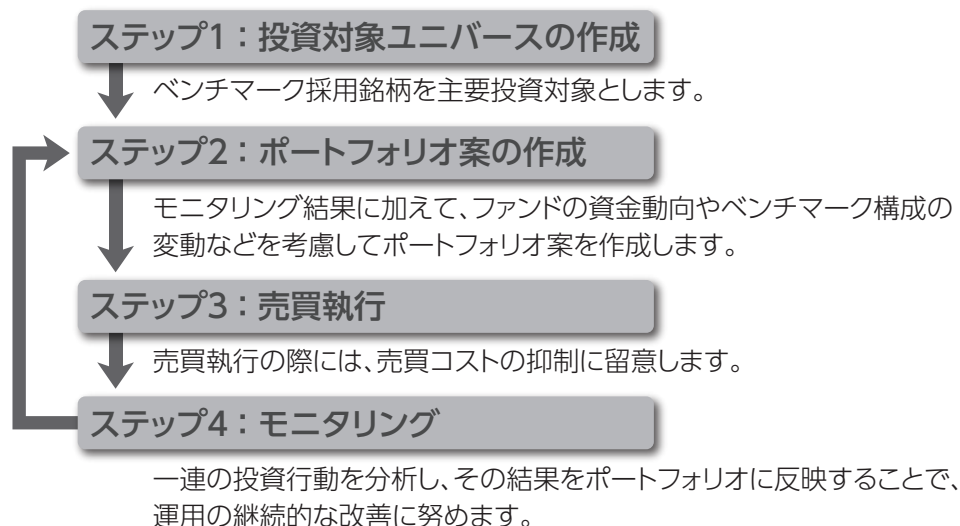 ステップ1：投資対象ユニバースの作成
ベンチマーク採用銘柄を主要投資対象とします。
ステップ2：ポートフォリオ案の作成
モニタリング結果に加えて、ファンドの資金動向やベンチマーク構成の
変動などを考慮してポートフォリオ案を作成します。
ステップ3：売買執行
売買執行の際には、売買コストの抑制に留意します。
ステップ4：モニタリング
一連の投資行動を分析し、その結果をポートフォリオに反映することで、
運用の継続的な改善に努めます。